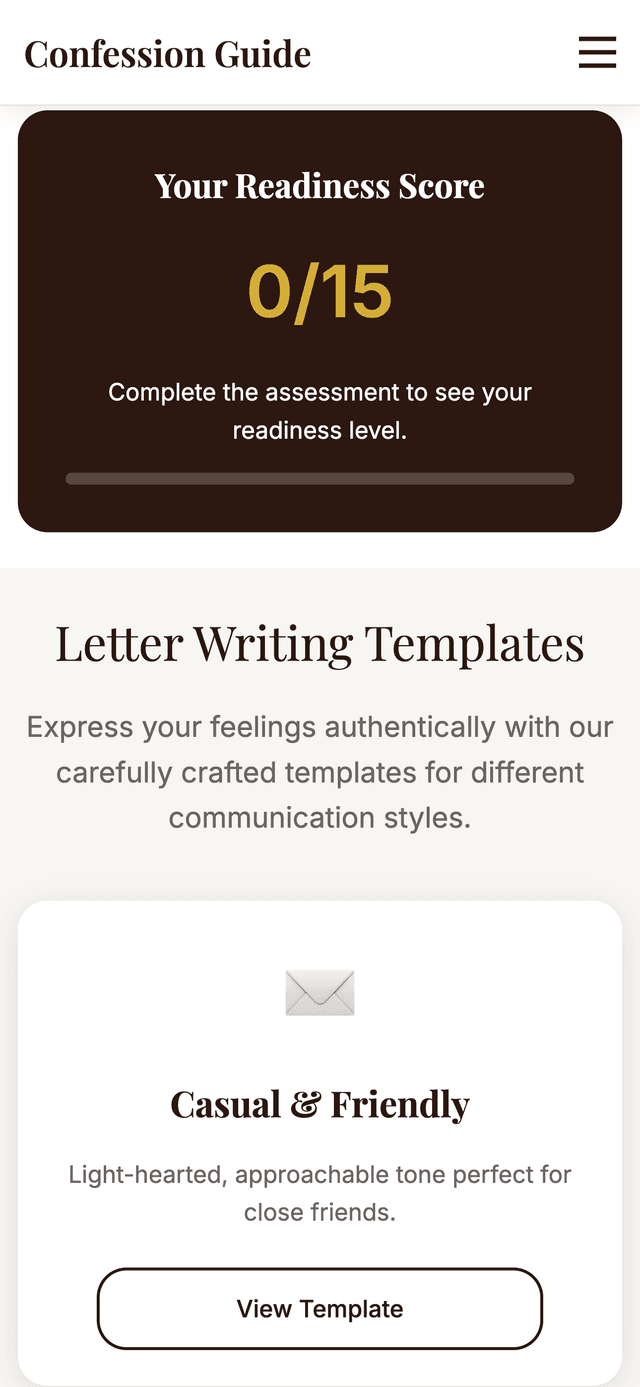 Confession Guide
Your Readiness Score
0/15
Complete the assessment to see your
readiness level.
Letter Writing Templates
Express your feelings authentically with our
carefully crafted templates for different
communication styles.
Casual & Friendly
Light-hearted, approachable tone perfect for
close friends.
View Template